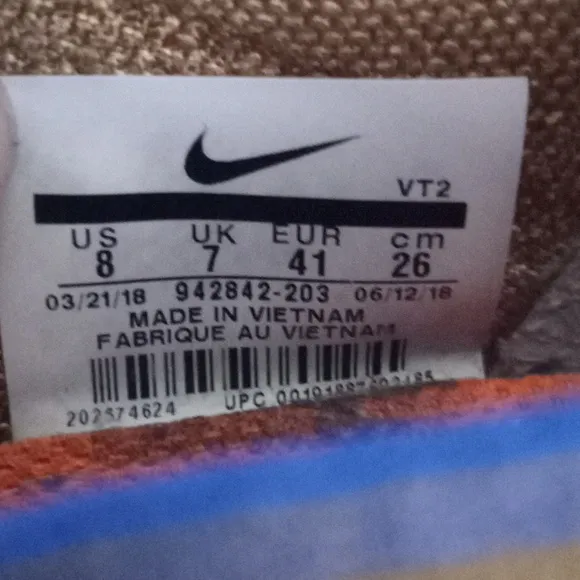 VT2
US UK EUR cm
8 7 41 26
03/21/18 942842-203 06/12/18
MADE IN VIETNAM
FABRIQUE AU VIETNAM
202574624 UPC